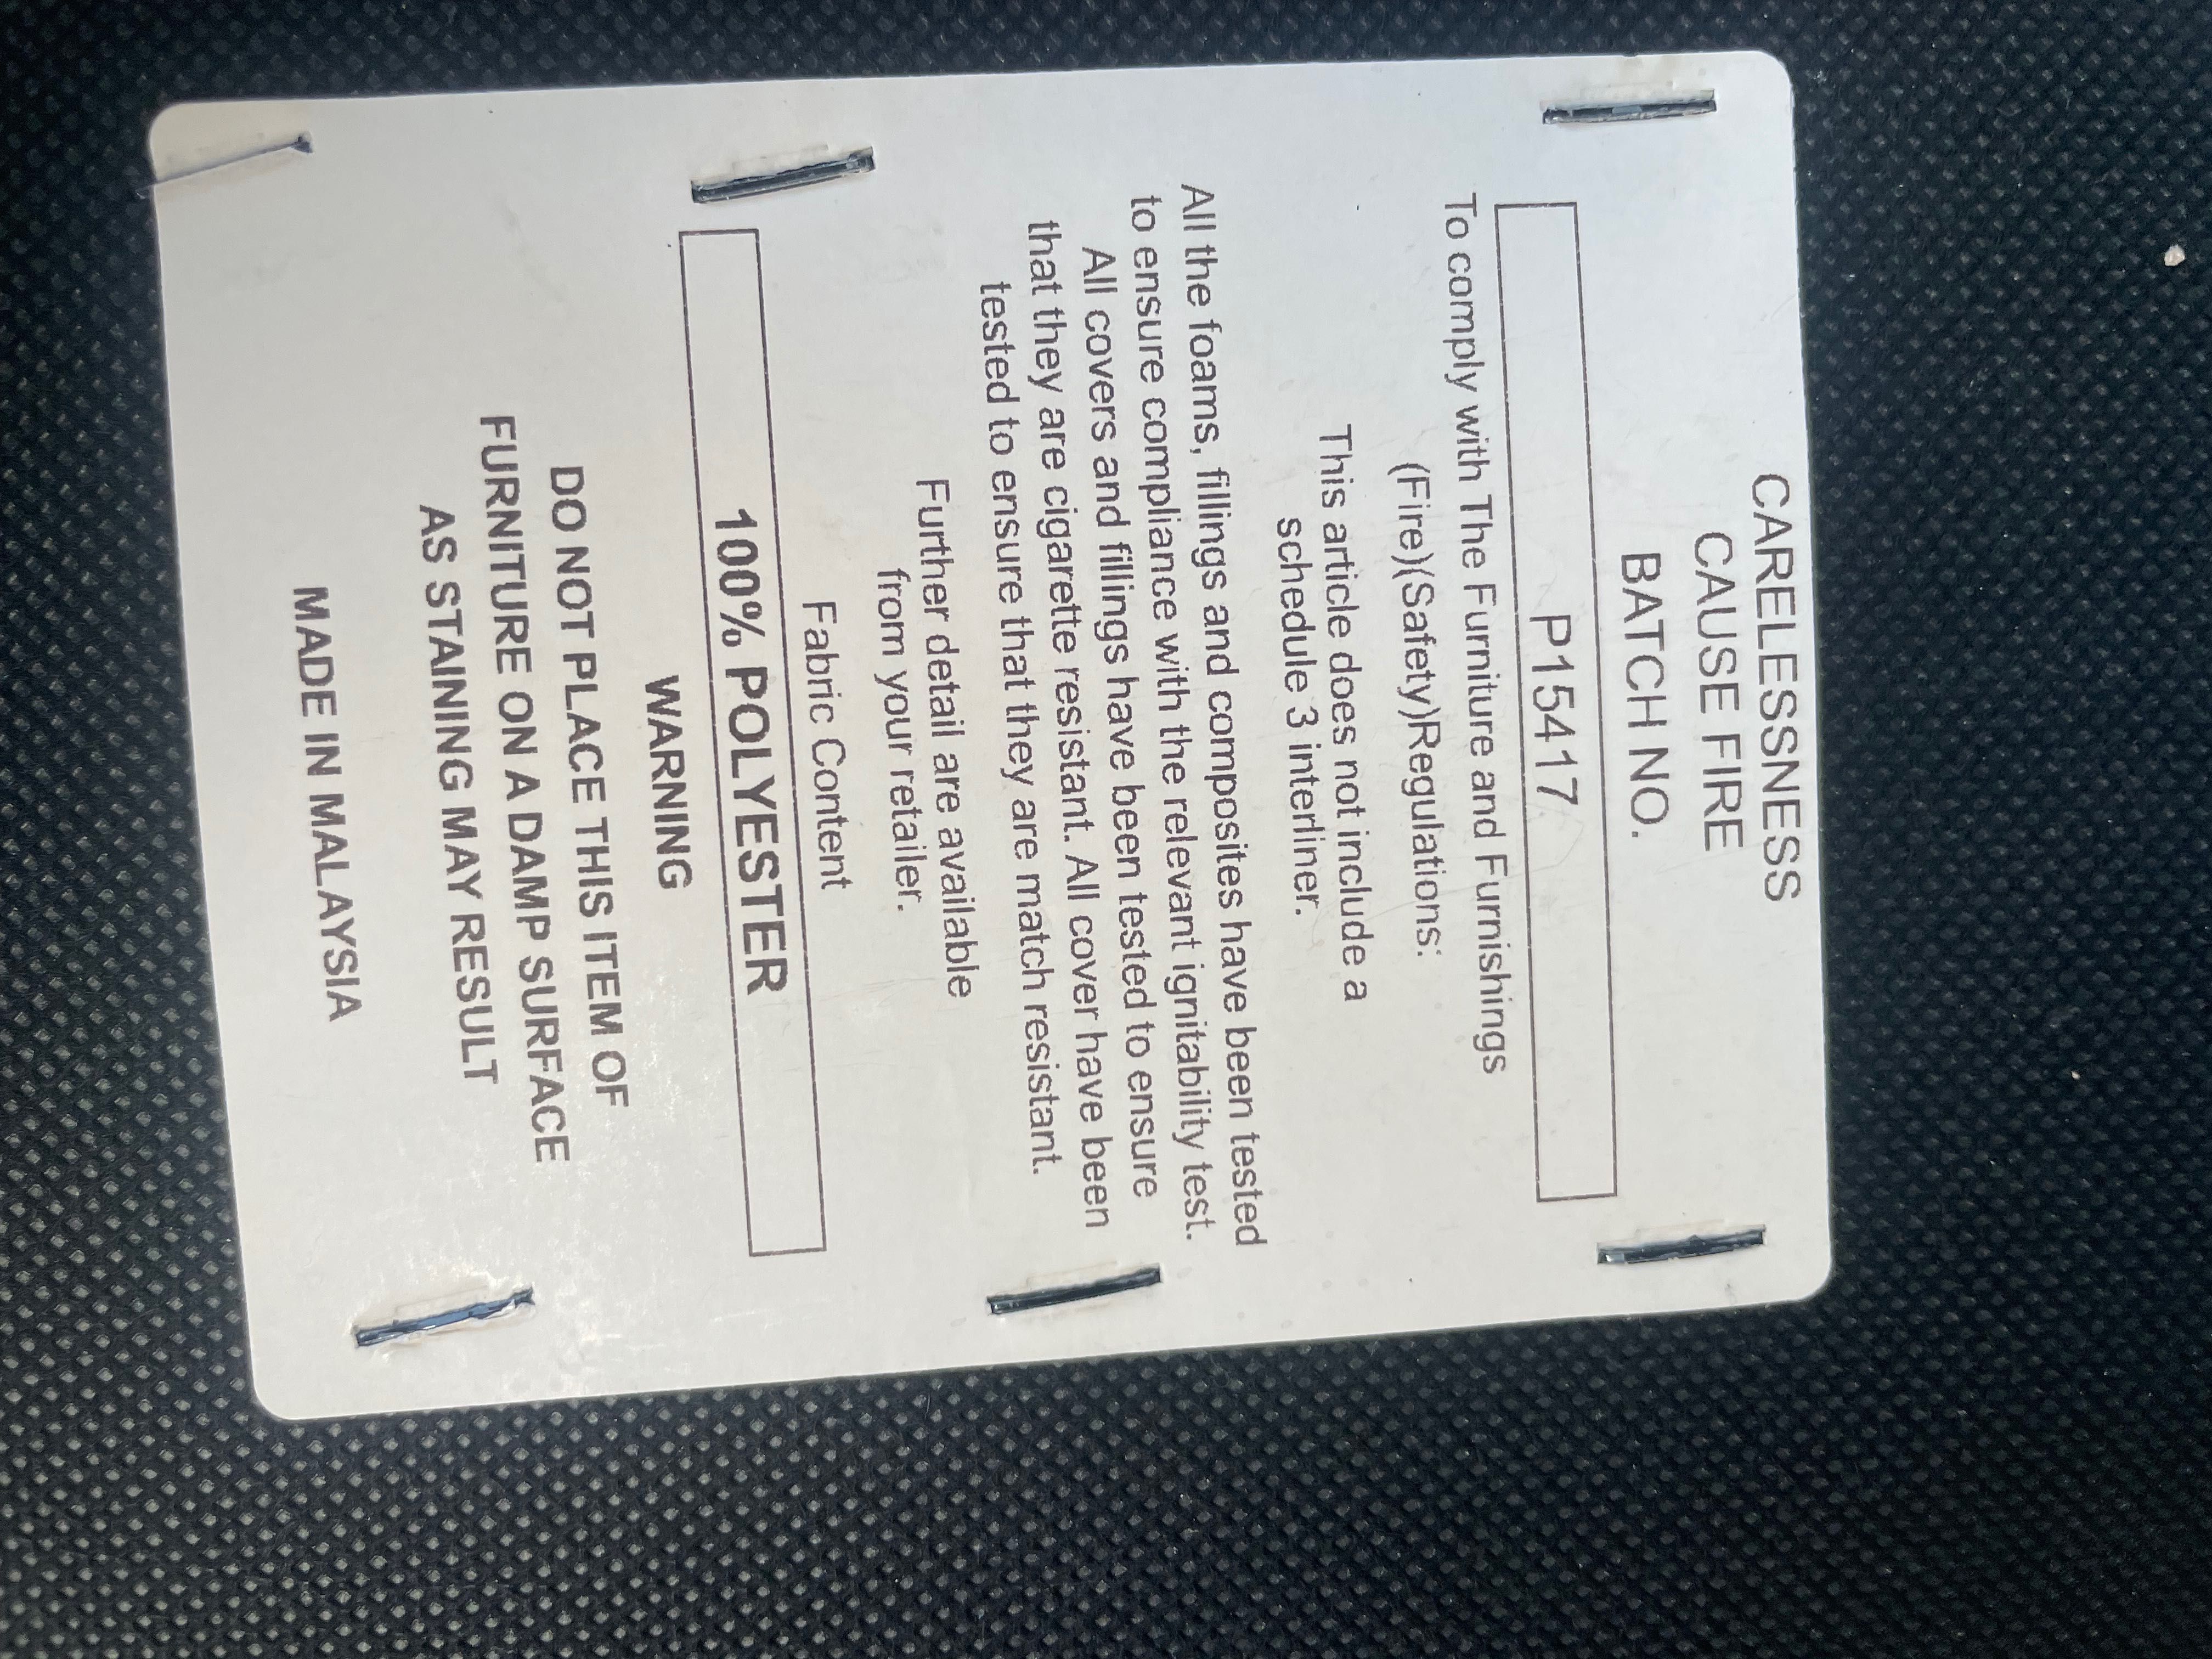 CARELESSNESS
CAUSE FIRE
BATCH NO.
P15417
To comply with The Furniture and Furnishings
(Fire)(Safety)Regulations:
This article does not include a
schedule 3 interliner.
All the foams, fillings and composites have been tested
to ensure compliance with the relevant ignitability test.
All covers and fillings have been tested to ensure
that they are cigarette resistant. All cover have been
tested to ensure that they are match resistant.
Further detail are available
from your retailer.
Fabric Content
100% POLYESTER
WARNING
DO NOT PLACE THIS ITEM OF
FURNITURE ON A DAMP SURFACE
AS STAINING MAY RESULT
MADE IN MALAYSIA